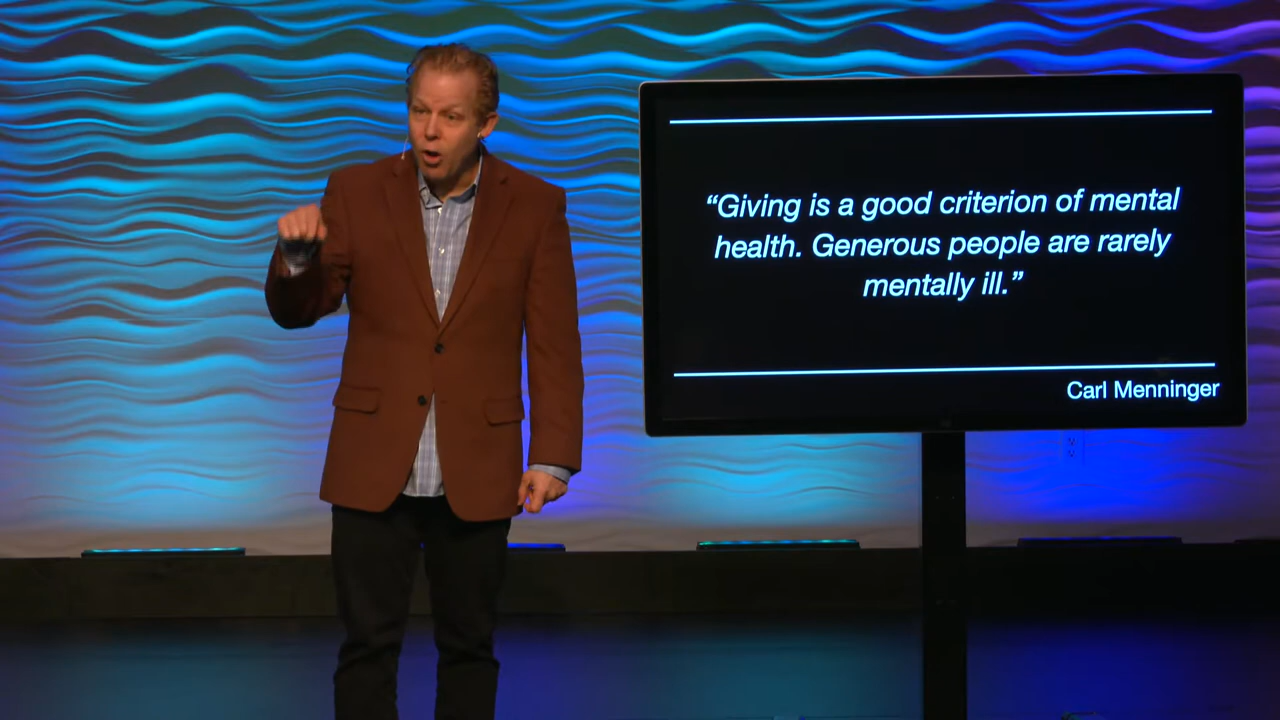 “Giving is a good criterion of mental
health. Generous people are rarely
mentally ill.”
Carl Menninger